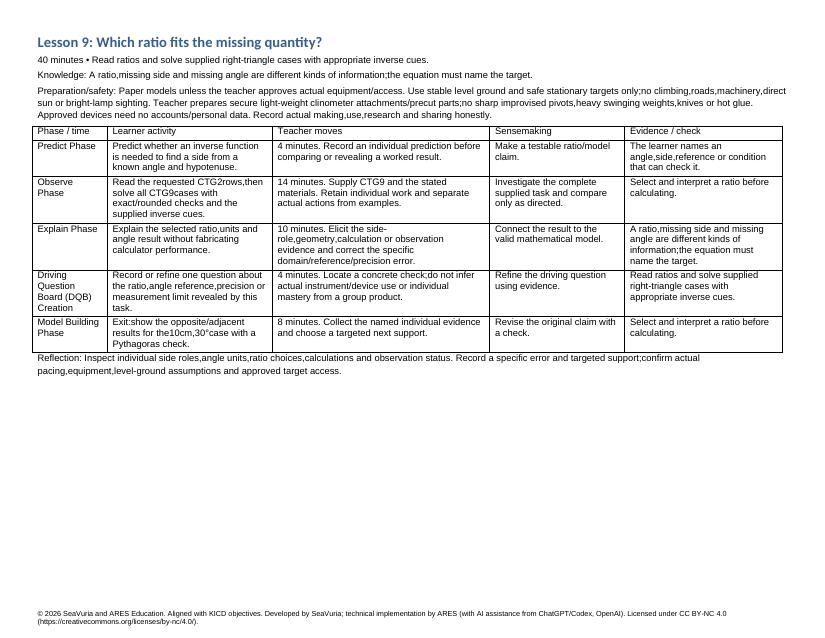 Lesson 9: Which ratio fits the missing quantity?
40 minutes • Read ratios and solve supplied right-triangle cases with appropriate inverse cues.
Knowledge: A ratio,missing side and missing angle are different kinds of information;the equation must name the target.
Preparation/safety: Paper models unless the teacher approves actual equipment/access. Use stable level ground and safe stationary targets only;no climbing,roads,machinery,direct
sun or bright-lamp sighting. Teacher prepares secure light-weight clinometer attachments/precut parts;no sharp improvised pivots,heavy swinging weights,knives or hot glue.
Approved devices need no accounts/personal data. Record actual making,use,research and sharing honestly.
Phase / time
Learner activity
Teacher moves
Sensemaking
Evidence / check
Predict Phase
Predict whether an inverse function
is needed to find a side from a
known angle and hypotenuse.
4 minutes. Record an individual prediction before
comparing or revealing a worked result.
Make a testable ratio/model
claim.
The learner names an
angle,side,reference or condition
that can check it.
Observe
Phase
Read the requested CTG2rows,then
solve all CTG9cases with
exact/rounded checks and the
supplied inverse cues.
14 minutes. Supply CTG9 and the stated
materials. Retain individual work and separate
actual actions from examples.
Investigate the complete
supplied task and compare
only as directed.
Select and interpret a ratio before
calculating.
Explain Phase
Explain the selected ratio,units and
angle result without fabricating
calculator performance.
10 minutes. Elicit the side-
role,geometry,calculation or observation
evidence and correct the specific
domain/reference/precision error.
Connect the result to the
valid mathematical model.
A ratio,missing side and missing
angle are different kinds of
information;the equation must
name the target.
Driving
Question
Board (DQB)
Creation
Record or refine one question about
the ratio,angle reference,precision or
measurement limit revealed by this
task.
4 minutes. Locate a concrete check;do not infer
actual instrument/device use or individual
mastery from a group product.
Refine the driving question
using evidence.
Read ratios and solve supplied
right-triangle cases with
appropriate inverse cues.
Model Building
Phase
Exit:show the opposite/adjacent
results for the10cm,30°case with a
Pythagoras check.
8 minutes. Collect the named individual evidence
and choose a targeted next support.
Revise the original claim with
a check.
Select and interpret a ratio before
calculating.
Reflection: Inspect individual side roles,angle units,ratio choices,calculations and observation status. Record a specific error and targeted support;confirm actual
pacing,equipment,level-ground assumptions and approved target access.
© 2026 SeaVuria and ARES Education. Aligned with KICD objectives. Developed by SeaVuria; technical implementation by ARES (with AI assistance from ChatGPT/Codex, OpenAI). Licensed under CC BY-NC 4.0
(https://creativecommons.org/licenses/by-nc/4.0/).